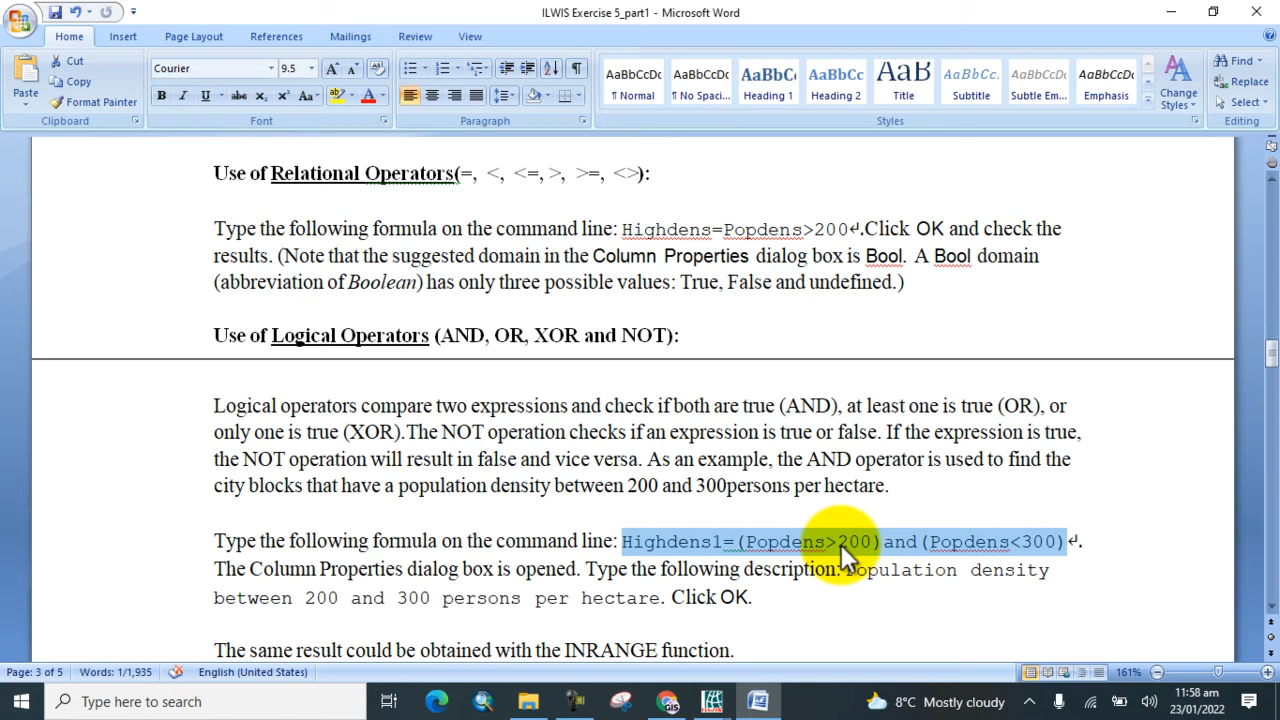 ILWIS Exercise 5_part1 - Microsoft Word
Home Insert Page Layout References Mailings Review View
Paste Cut Copy Format Painter
Courier 9.5
B I U abc x₂ x² Aa A
AaBbCcDc AaBbCcDc AaBbCc AaBbCc AaB AaBbCc. AaBbCcDc AaBbCcDc
¶ Normal ¶ No Spaci... Heading 1 Heading 2 Title Subtitle Subtle Em... Emphasis
Change Styles
Find Replace Select
Clipboard Font Paragraph Styles Editing
Use of Relational Operators(=, <, <=, >, >=, <>):
Type the following formula on the command line: Highdens=Popdens>200↵.Click OK and check the
results. (Note that the suggested domain in the Column Properties dialog box is Bool. A Bool domain
(abbreviation of Boolean) has only three possible values: True, False and undefined.)
Use of Logical Operators (AND, OR, XOR and NOT):
Logical operators compare two expressions and check if both are true (AND), at least one is true (OR), or
only one is true (XOR).The NOT operation checks if an expression is true or false. If the expression is true,
the NOT operation will result in false and vice versa. As an example, the AND operator is used to find the
city blocks that have a population density between 200 and 300persons per hectare.
Type the following formula on the command line: Highdens1=(Popdens>200)and(Popdens<300)↵.
The Column Properties dialog box is opened. Type the following description: Population density
between 200 and 300 persons per hectare. Click OK.
The same result could be obtained with the INRANGE function.
Page: 3 of 5 Words: 1/1,935 English (United States) 161%
Type here to search 8°C Mostly cloudy 11:58 am
23/01/2022